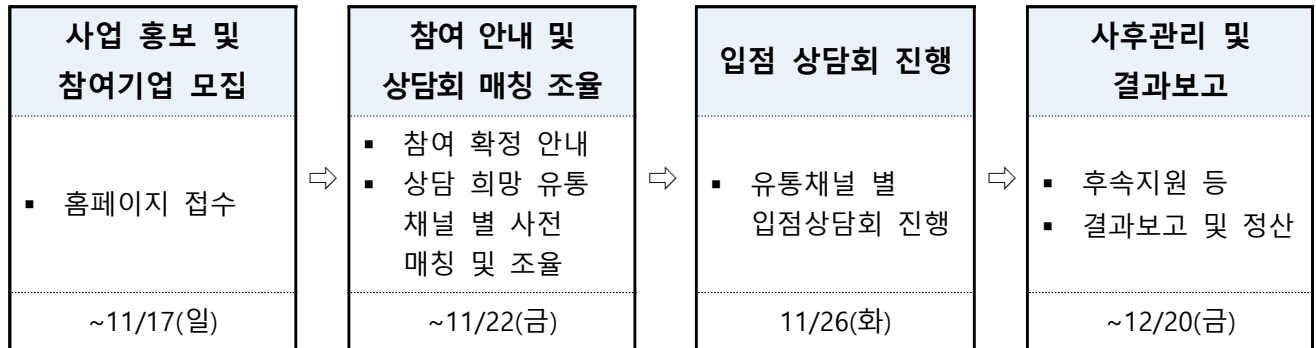 사업 홍보 및
참여기업 모집
▪ 홈페이지 접수
~11/17(일)
⇨
참여 안내 및
상담회 매칭 조율
▪ 참여 확정 안내
▪ 상담 희망 유통
채널 별 사전
매칭 및 조율
~11/22(금)
⇨
입점 상담회 진행
▪ 유통채널 별
입점상담회 진행
11/26(화)
⇨
사후관리 및
결과보고
▪ 후속지원 등
▪ 결과보고 및 정산
~12/20(금)